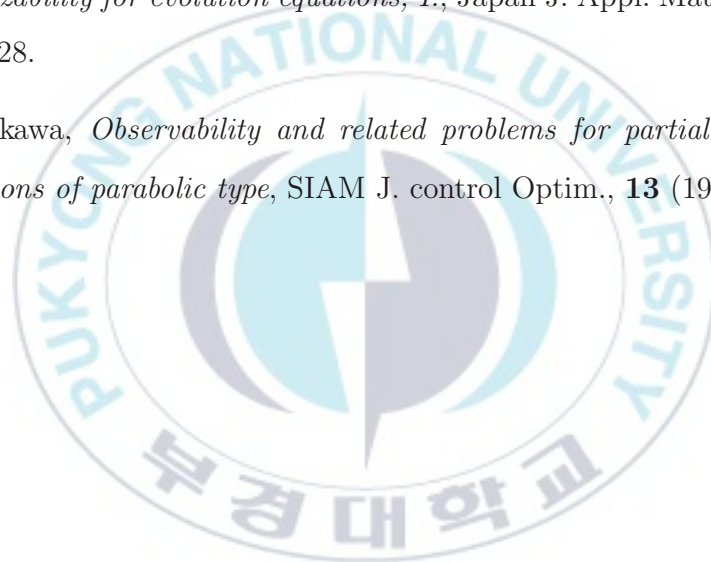 zability for evolution equations, I., Japan J. Appl. Mat
28.
kawa, Observability and related problems for partial
ons of parabolic type, SIAM J. control Optim., 13 (19
PUKYONG NATIONAL UNIVERSITY
부경대학교